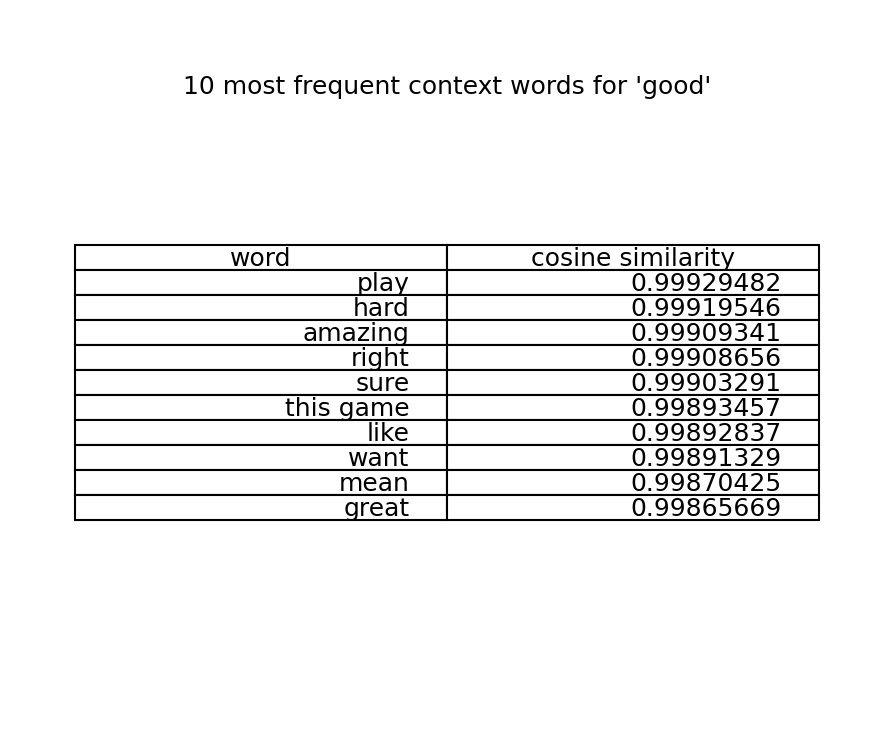 10 most frequent context words for 'good'
word cosine similarity
play 0.99929482
hard 0.99919546
amazing 0.99909341
right 0.99908656
sure 0.99903291
this game 0.99893457
like 0.99892837
want 0.99891329
mean 0.99870425
great 0.99865669